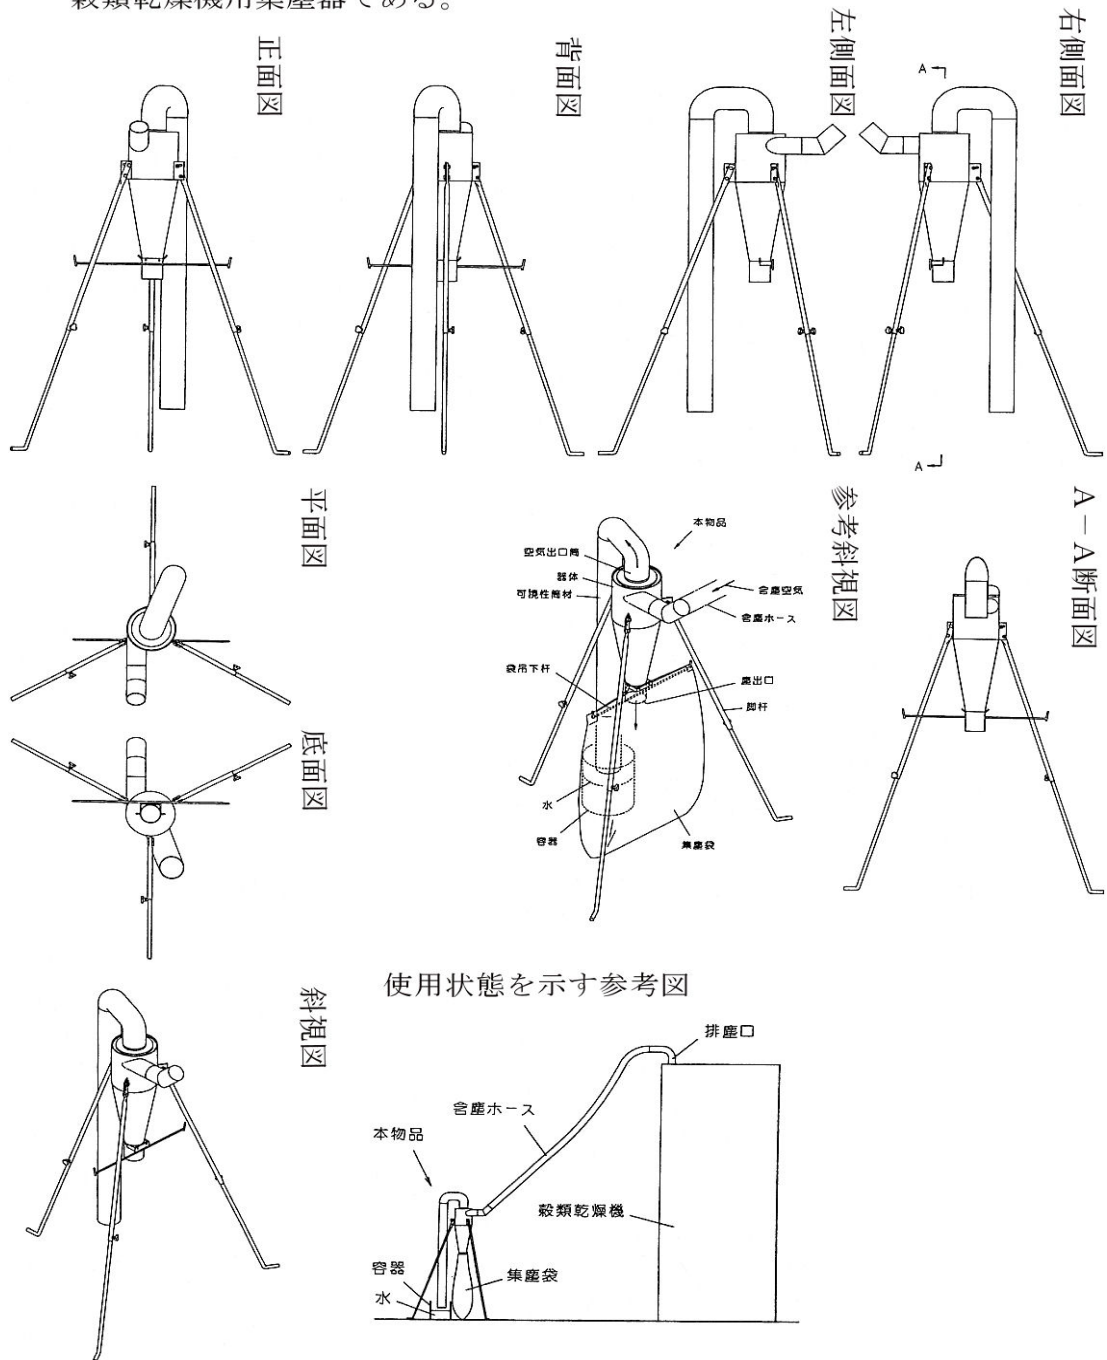 穀類乾燥機用集塵器である。
正面図
背面図
左側面図
右側面図
A
A
平面図
底面図
参考斜視図
本物品
空気出口筒
器体
可撓性筒材
含塵空気
含塵ホース
袋吊下杆
塵出口
脚杆
水
容器
集塵袋
A－A断面図
斜視図
使用状態を示す参考図
排塵口
含塵ホース
本物品
穀類乾燥機
容器
水
集塵袋